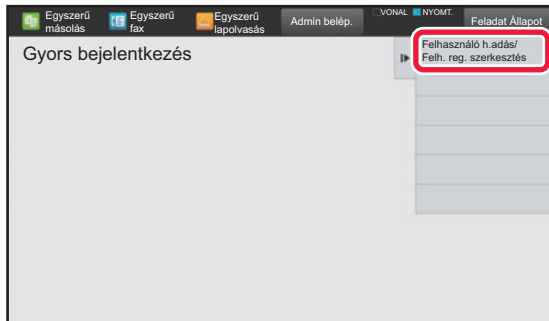 Egyszerű
másolás
Egyszerű
fax
Egyszerű
lapolvasás
Admin belép.
VONAL
NYOMT.
Feladat Állapot
Gyors bejelentkezés
Felhasználó h.adás/
Felh. reg. szerkesztés